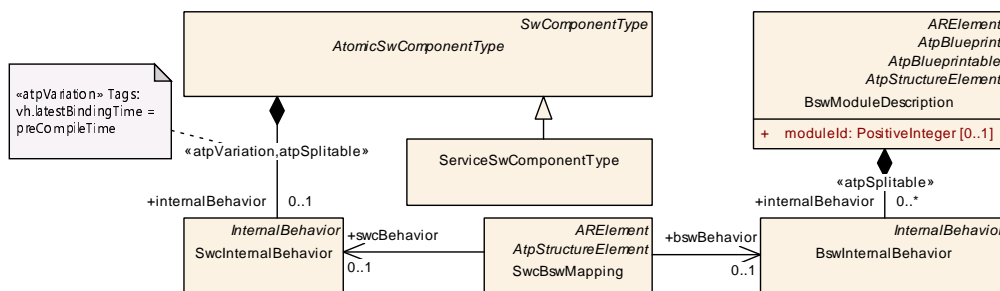 SwComponentType
AtomicSwComponentType
ARElement
AtpBlueprint
AtpBlueprintable
AtpStructureElement
BswModuleDescription
+ moduleId: PositiveInteger [0..1]
«atpVariation» Tags:
vh.latestBindingTime =
preCompileTime
«atpVariation,atpSplitable»
ServiceSwComponentType
«atpSplitable»
+internalBehavior 0..1
+internalBehavior 0..*
InternalBehavior
SwcInternalBehavior
+swcBehavior
0..1
ARElement
AtpStructureElement
SwcBswMapping
+bswBehavior
0..1
InternalBehavior
BswInternalBehavior